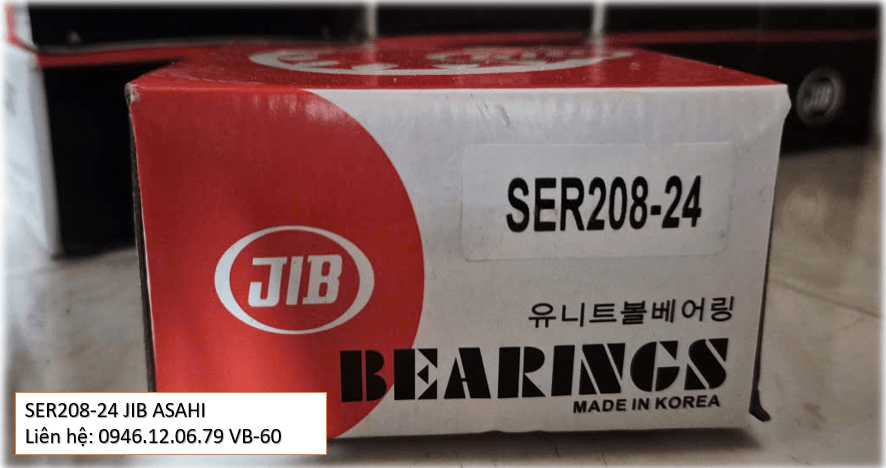 SER208-24
JIB
유니트볼베어링
BEARINGS
MADE IN KOREA
JIB
SER208-24 JIB ASAHI
Liên hệ: 0946.12.06.79 VB-60